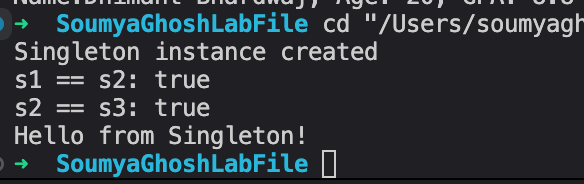 ➜ SoumyaGhoshLabFile cd "/Users/soumyagh
Singleton instance created
s1 == s2: true
s2 == s3: true
Hello from Singleton!
➜ SoumyaGhoshLabFile